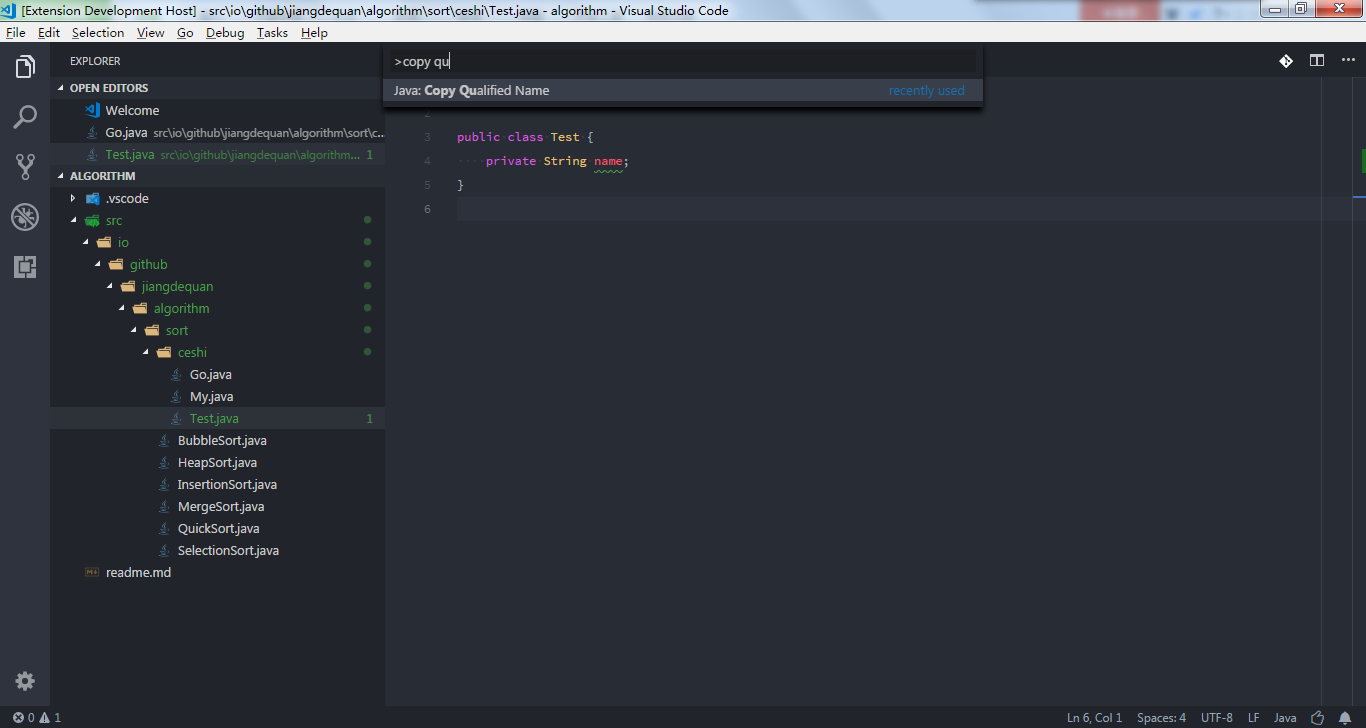 [Extension Development Host] - src\io\github\jiangdequan\algorithm\sort\ceshi\Test.java - algorithm - Visual Studio Code
File Edit Selection View Go Debug Tasks Help
EXPLORER
OPEN EDITORS
Welcome
Go.java src\io\github\jiangdequan\algorithm\sort\c...
Test.java src\io\github\jiangdequan\algorithm... 1
ALGORITHM
.vscode
src
io
github
jiangdequan
algorithm
sort
ceshi
Go.java
My.java
Test.java 1
BubbleSort.java
HeapSort.java
InsertionSort.java
MergeSort.java
QuickSort.java
SelectionSort.java
readme.md
>copy qu
Java: Copy Qualified Name recently used
2
3 public class Test {
4 ····private String name;
5 }
6
0 1 Ln 6, Col 1 Spaces: 4 UTF-8 LF Java